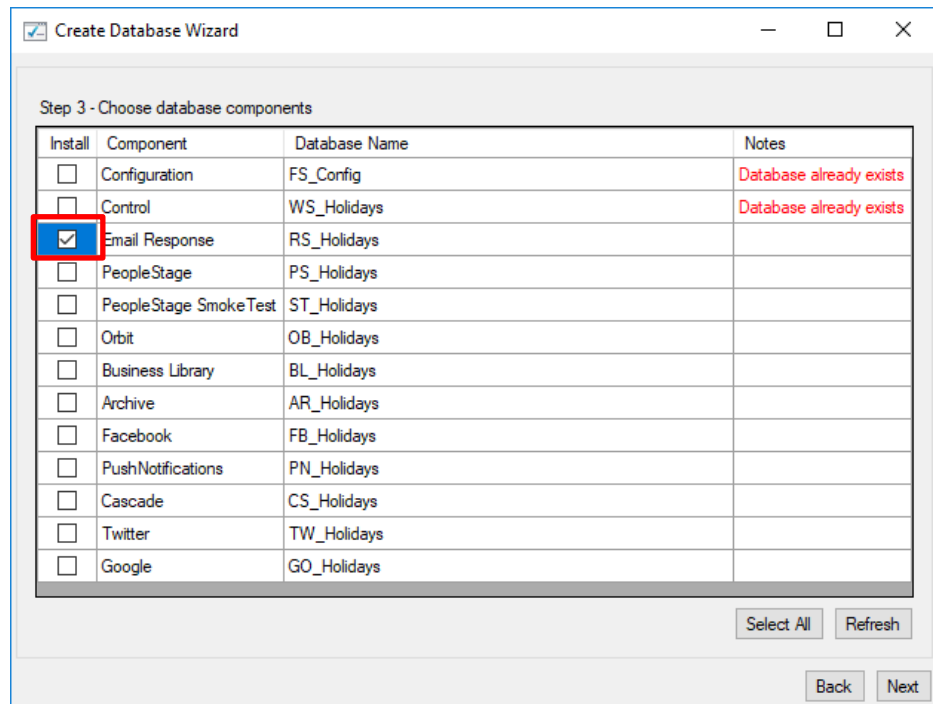 Create Database Wizard
Step 3 - Choose database components
Install Component Database Name Notes
Configuration FS_Config Database already exists
Control WS_Holidays Database already exists
Email Response RS_Holidays
PeopleStage PS_Holidays
PeopleStage SmokeTest ST_Holidays
Orbit OB_Holidays
Business Library BL_Holidays
Archive AR_Holidays
Facebook FB_Holidays
PushNotifications PN_Holidays
Cascade CS_Holidays
Twitter TW_Holidays
Google GO_Holidays
Select All Refresh
Back Next